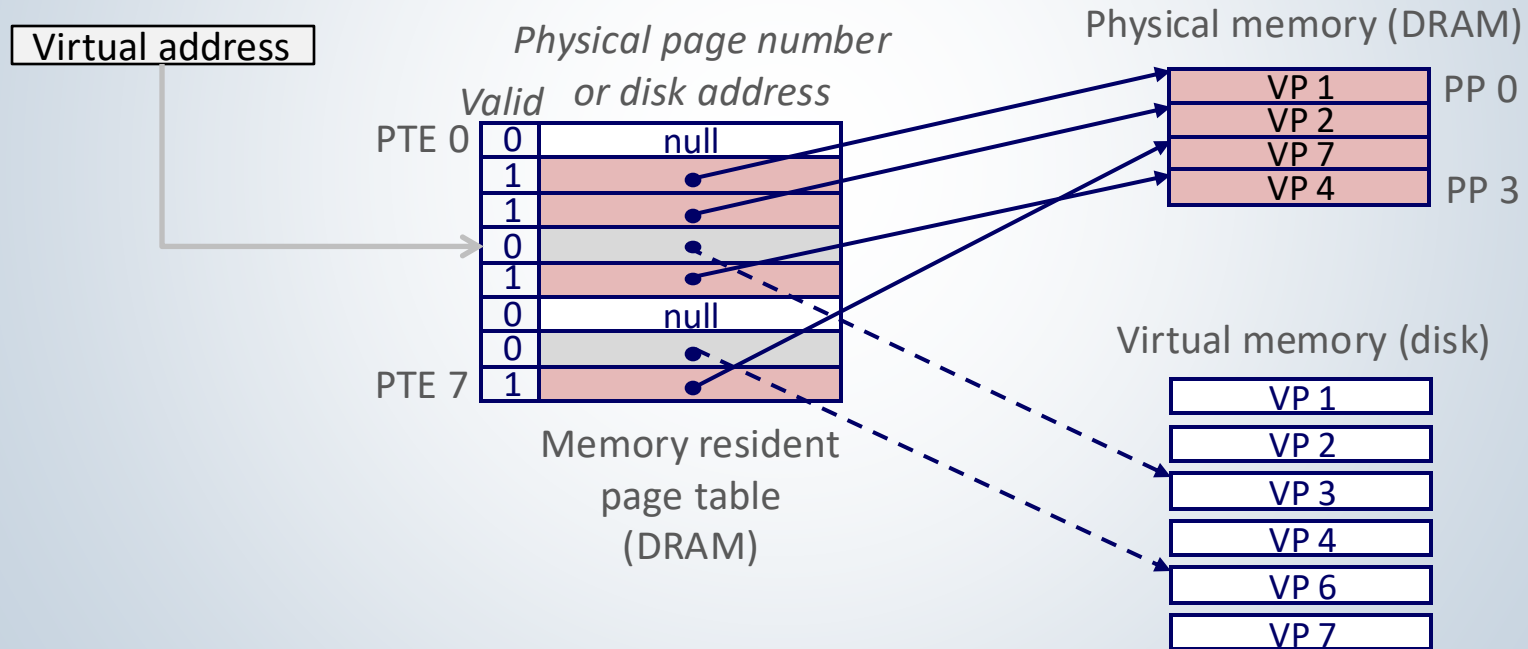 Virtual address
Physical page number
or disk address
Valid
PTE 0
0
null
1
1
0
1
0
null
0
PTE 7
1
Memory resident
page table
(DRAM)
Physical memory (DRAM)
VP 1
PP 0
VP 2
VP 7
VP 4
PP 3
Virtual memory (disk)
VP 1
VP 2
VP 3
VP 4
VP 6
VP 7